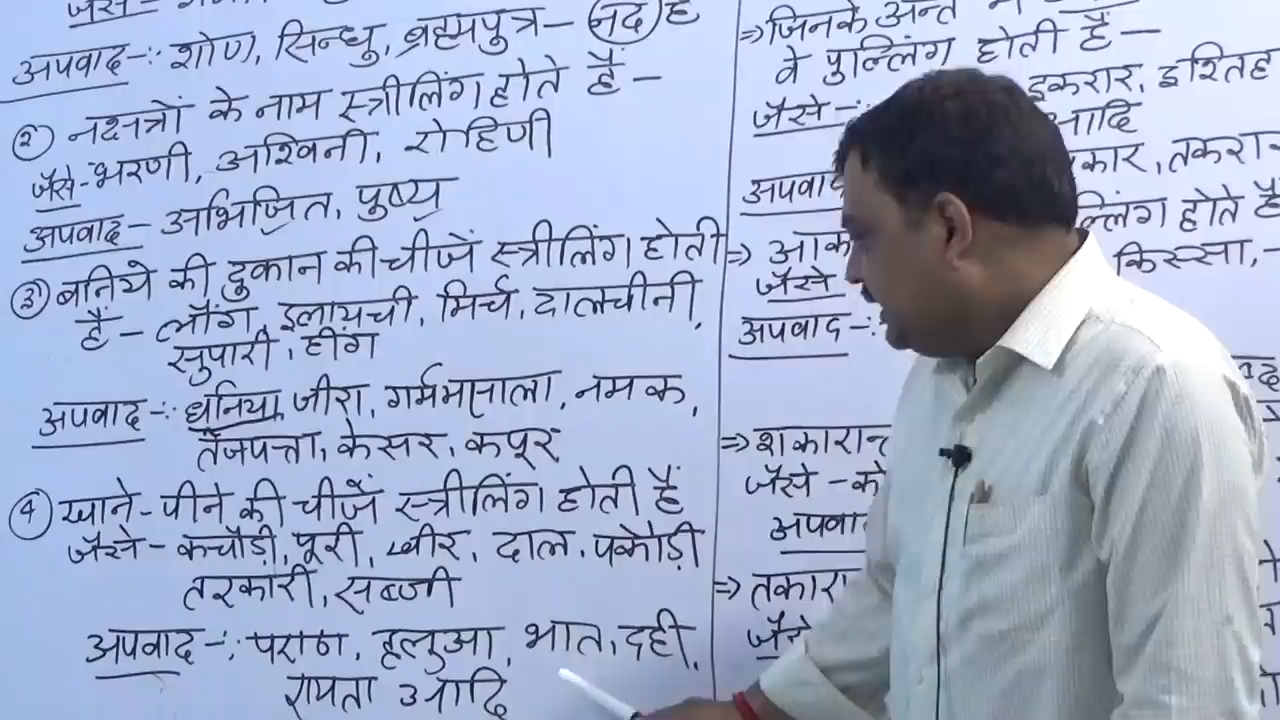 जैसे-
अपवाद-: शोण, सिन्धु, ब्रह्मपुत्र- नद है
② नक्षत्रों के नाम स्त्रीलिंग होते हैं-
जैसे- भरणी, अश्विनी, रोहिणी
अपवाद- अभिजित, पुष्य
③ बनिये की दुकान की चीजें स्त्रीलिंग होती
हैं- लौंग, इलायची, मिर्च, दालचीनी,
सुपारी, हींग
अपवाद-: धनिया, जीरा, गर्ममसाला, नमक,
तेजपत्ता, केसर, कपूर
④ खाने-पीने की चीजें स्त्रीलिंग होती हैं
जैसे- कचौड़ी, पूरी, खीर, दाल, पकौड़ी
तरकारी, सब्जी
अपवाद-: पराठा, हलुआ, भात, दही,
रायता आदि
⇒ जिनके अन्त में
वे पुल्लिंग होती हैं-
जैसे-: इकरार, इश्तिह
आदि
अपवाद कार, तकरा-
ल्लिंग होते हैं
⇒ आक
जैसे किस्सा,-
अपवाद-:
⇒ शकारान्त
जैसे- को
अपवा
⇒ तकारा
जैसे